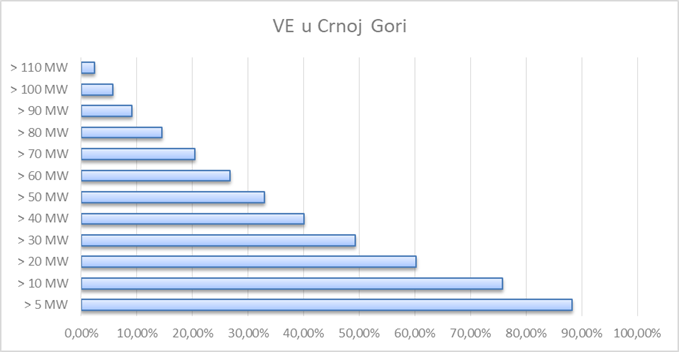 VE u Crnoj Gori
> 110 MW
> 100 MW
> 90 MW
> 80 MW
> 70 MW
> 60 MW
> 50 MW
> 40 MW
> 30 MW
> 20 MW
> 10 MW
> 5 MW
0,00% 10,00% 20,00% 30,00% 40,00% 50,00% 60,00% 70,00% 80,00% 90,00% 100,00%